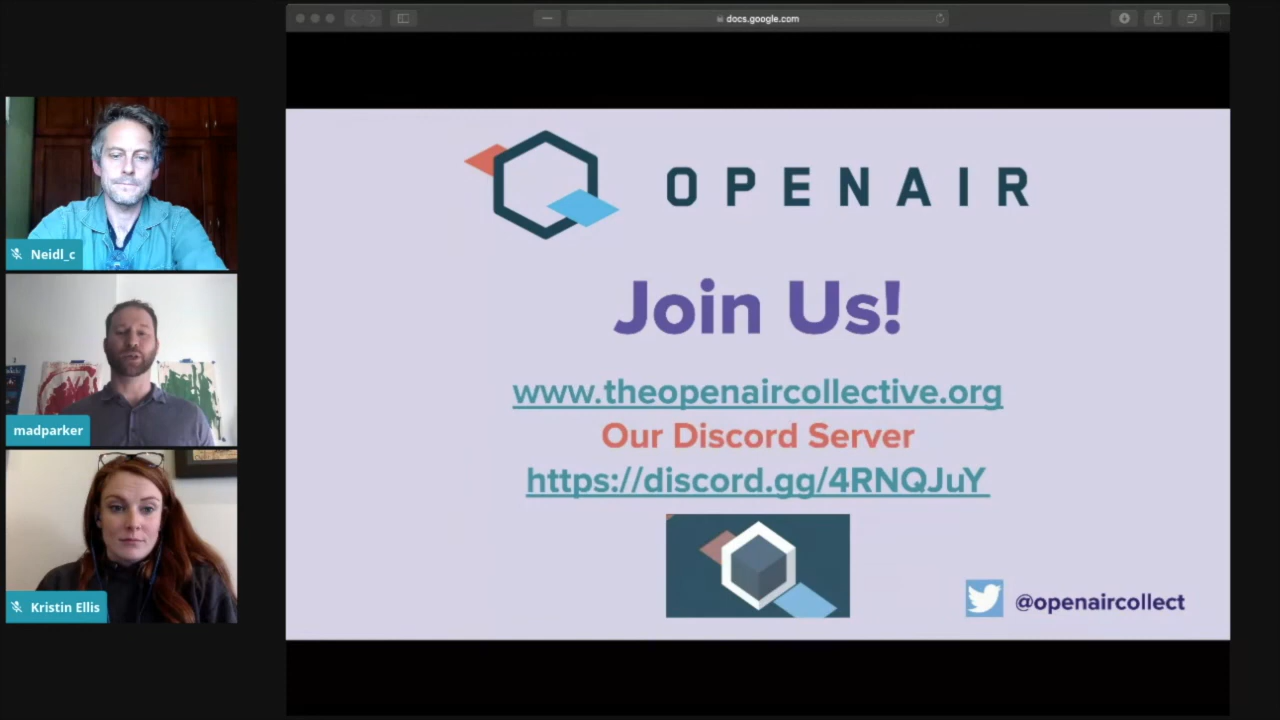 docs.google.com
OPENAIR
Join Us!
www.theopenaircollective.org
Our Discord Server
https://discord.gg/4RNQJuY
@openaircollect
Neidl_c
madparker
Kristin Ellis